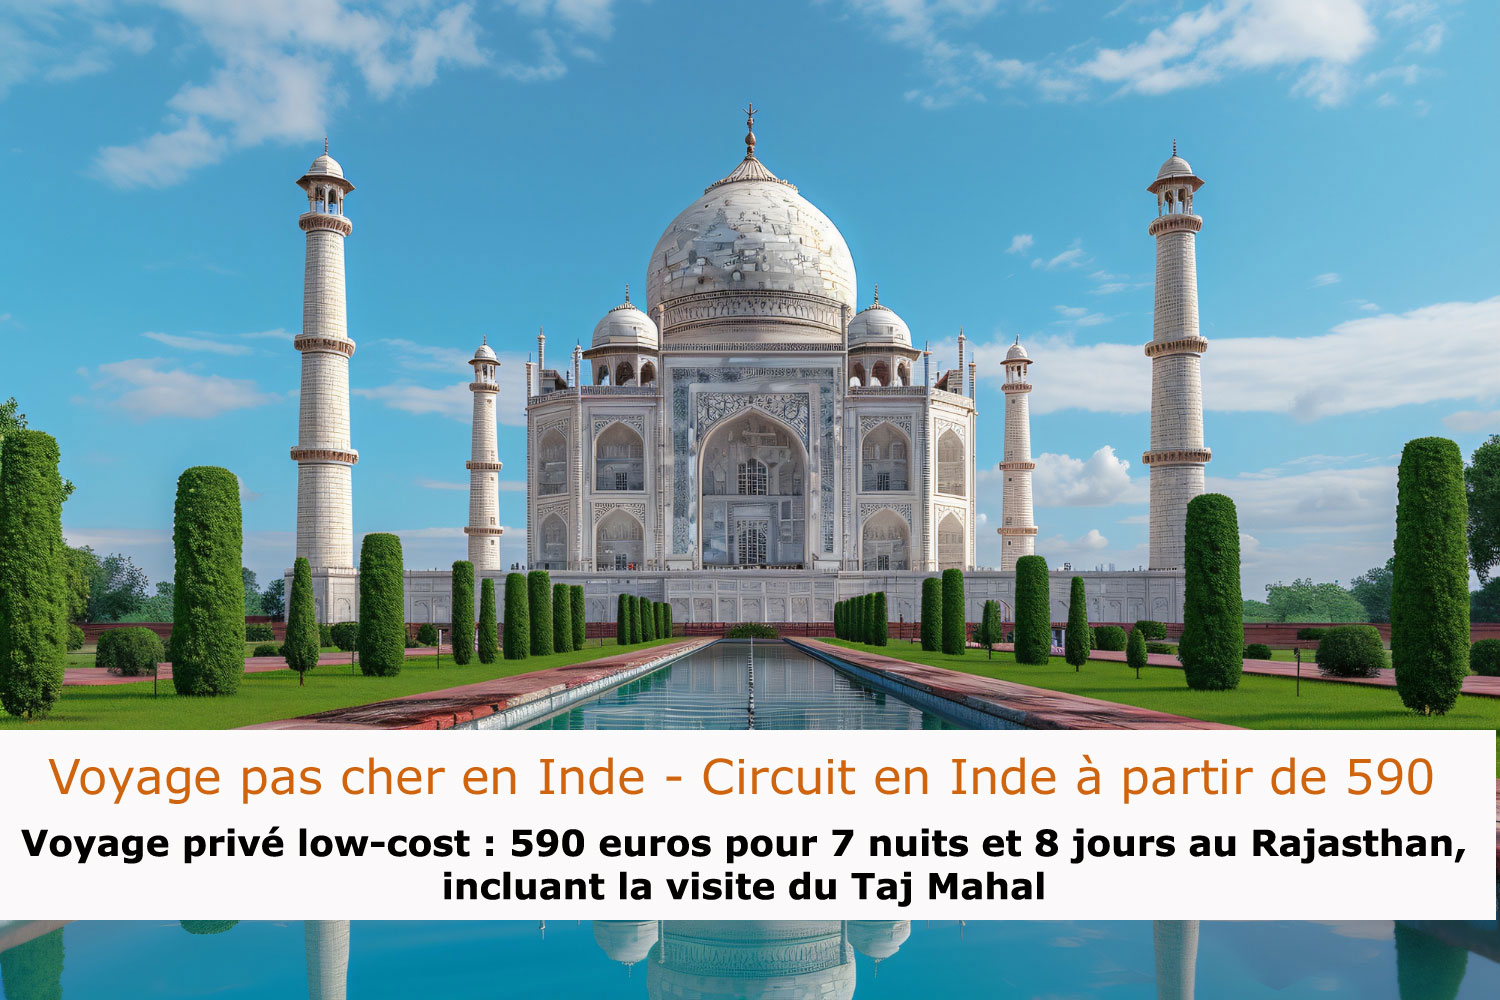 Voyage pas cher en Inde - Circuit en Inde à partir de 590
Voyage privé low-cost : 590 euros pour 7 nuits et 8 jours au Rajasthan,
incluant la visite du Taj Mahal